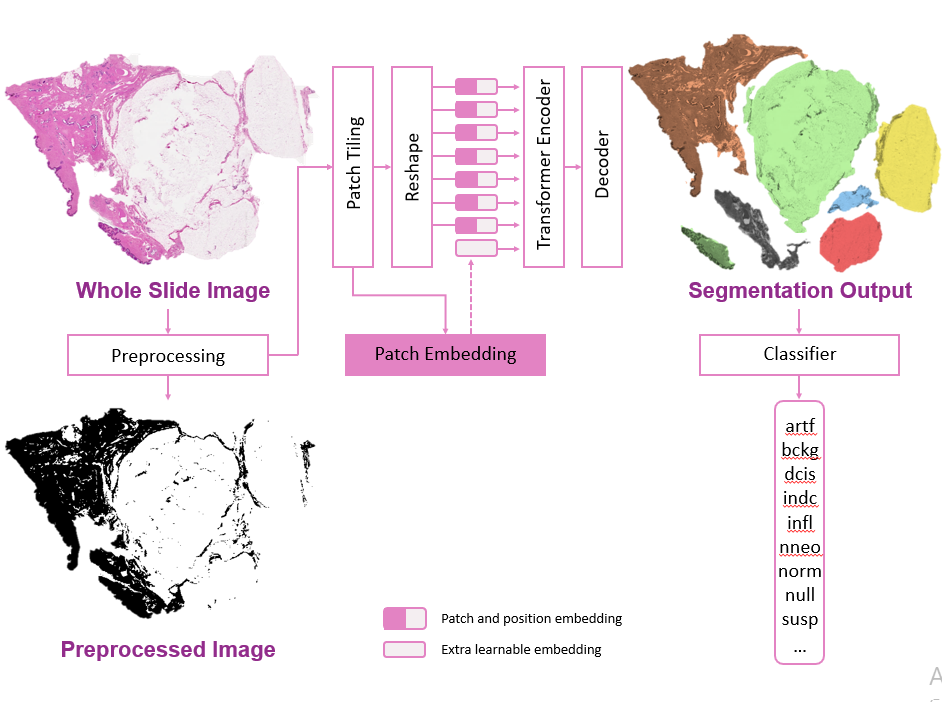 Whole Slide Image
Preprocessing
Preprocessed Image
Patch Tiling
Reshape
Transformer Encoder
Decoder
Patch Embedding
Patch and position embedding
Extra learnable embedding
Segmentation Output
Classifier
artf
bckg
dcis
indc
infl
nneo
norm
null
susp
...